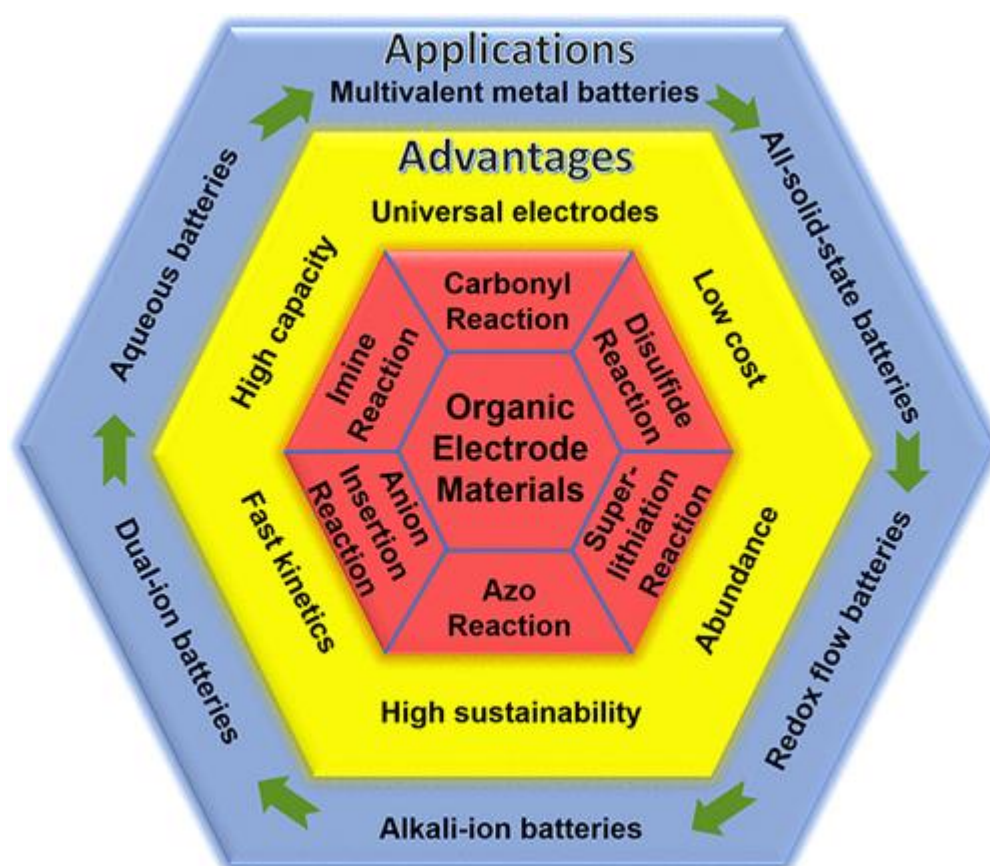 Applications
Multivalent metal batteries
All-solid-state batteries
Redox flow batteries
Alkali-ion batteries
Dual-ion batteries
Aqueous batteries
Advantages
Universal electrodes
Low cost
Abundance
High sustainability
Fast kinetics
High capacity
Carbonyl
Reaction
Disulfide
Reaction
Super-
lithiation
Reaction
Azo
Reaction
Anion
Insertion
Reaction
Imine
Reaction
Organic
Electrode
Materials